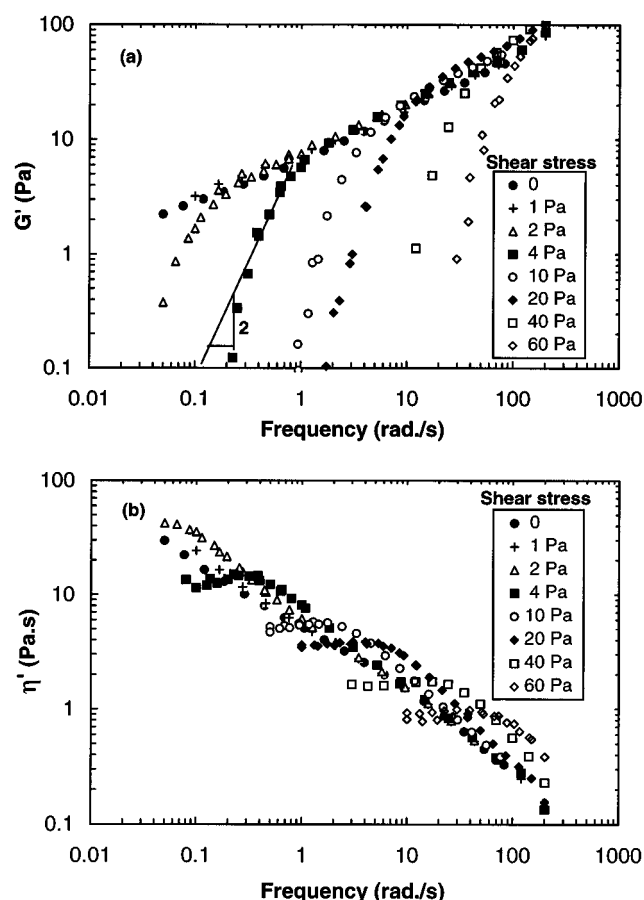 100
(a)
10
G' (Pa)
1
0.1
2
Shear stress
0
1 Pa
2 Pa
4 Pa
10 Pa
20 Pa
40 Pa
60 Pa
0.01 0.1 1 10 100 1000
Frequency (rad./s)
100
(b)
10
η' (Pa.s)
1
0.1
Shear stress
0
1 Pa
2 Pa
4 Pa
10 Pa
20 Pa
40 Pa
60 Pa
0.01 0.1 1 10 100 1000
Frequency (rad./s)